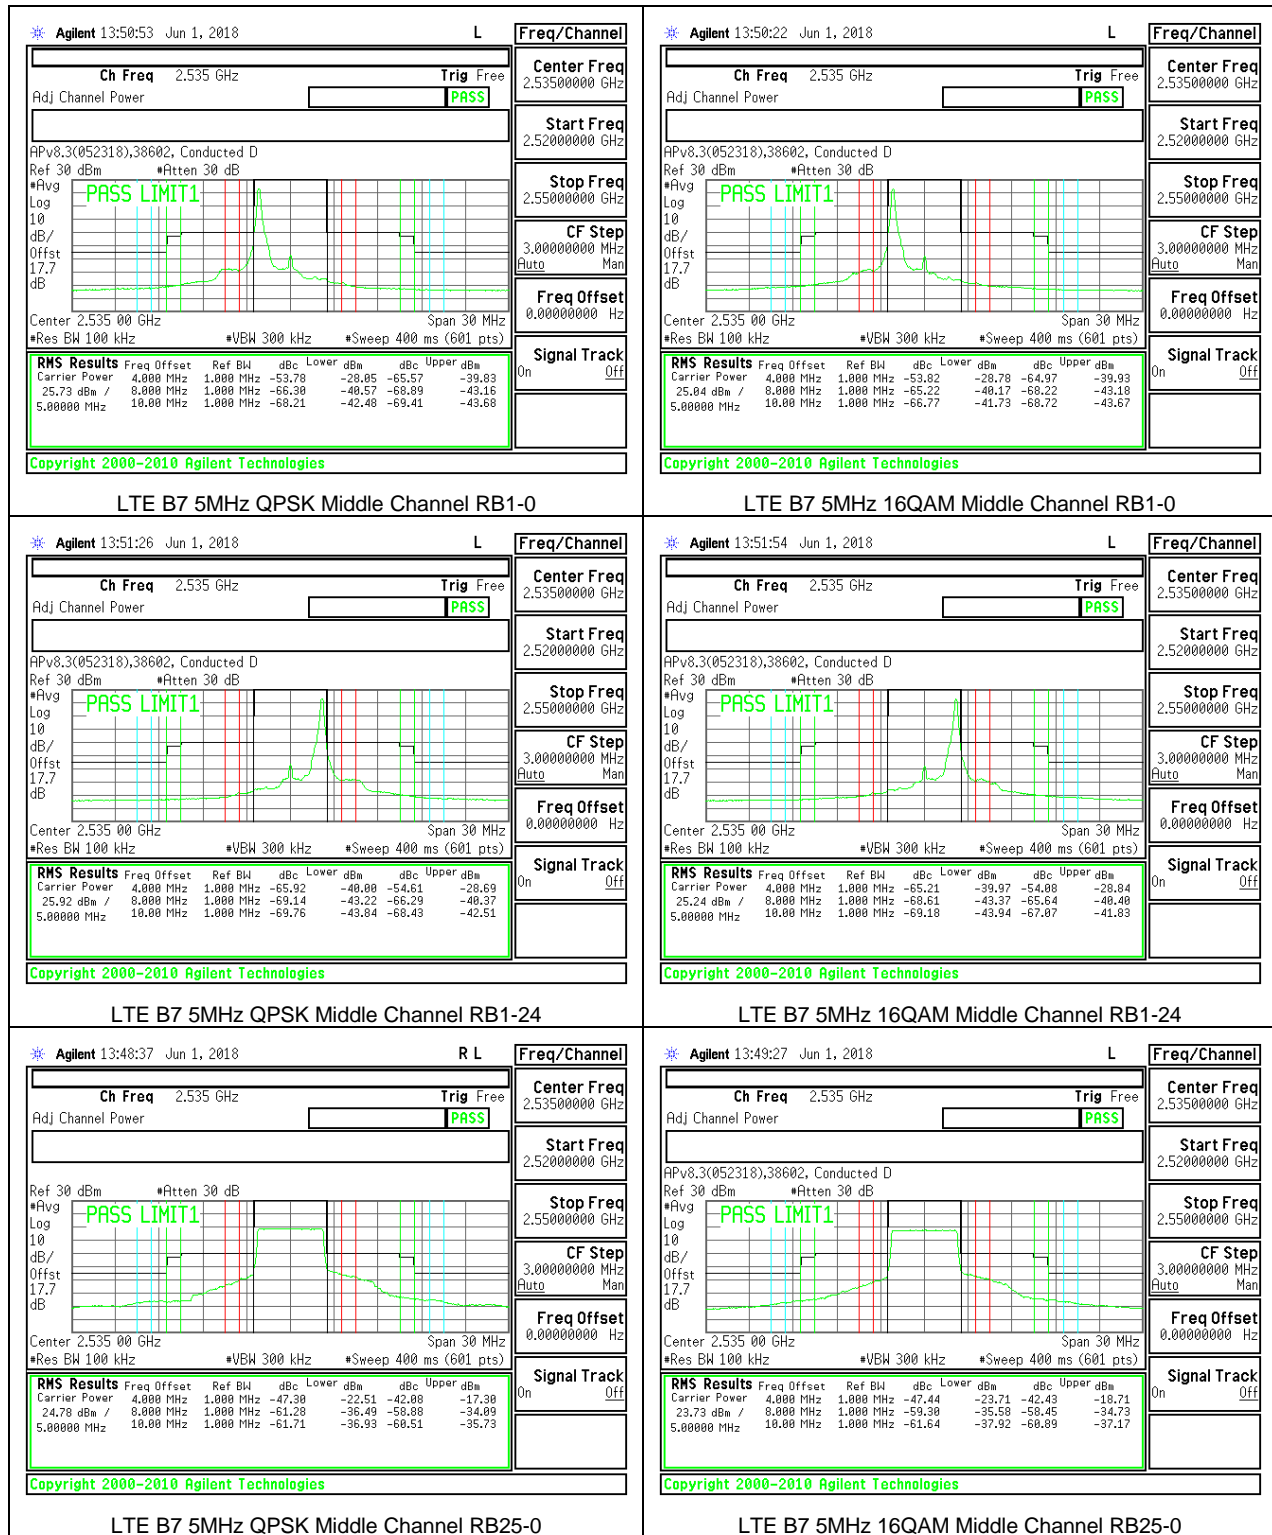 Agilent 13:50:53 Jun 1, 2018 L Freq/Channel
Ch Freq 2.535 GHz Trig Free
Adj Channel Power PASS
APv8.3(052318),38602, Conducted D
Ref 30 dBm #Atten 30 dB
#Avg
Log
10
dB/
Offst
17.7
dB
PASS LIMIT1
Center 2.535 00 GHz Span 30 MHz
#Res BW 100 kHz #VBW 300 kHz #Sweep 400 ms (601 pts)
RMS Results Freq Offset Ref BW dBc Lower dBm dBc Upper dBm
Carrier Power 4.000 MHz 1.000 MHz -53.78 -28.05 -65.57 -39.83
25.73 dBm / 8.000 MHz 1.000 MHz -66.30 -40.57 -68.89 -43.16
5.00000 MHz 10.00 MHz 1.000 MHz -68.21 -42.48 -69.41 -43.68
Copyright 2000-2010 Agilent Technologies
Center Freq
2.53500000 GHz
Start Freq
2.52000000 GHz
Stop Freq
2.55000000 GHz
CF Step
3.00000000 MHz
Auto Man
Freq Offset
0.00000000 Hz
Signal Track
On Off
LTE B7 5MHz QPSK Middle Channel RB1-0
Agilent 13:50:22 Jun 1, 2018 L Freq/Channel
Ch Freq 2.535 GHz Trig Free
Adj Channel Power PASS
APv8.3(052318),38602, Conducted D
Ref 30 dBm #Atten 30 dB
#Avg
Log
10
dB/
Offst
17.7
dB
PASS LIMIT1
Center 2.535 00 GHz Span 30 MHz
#Res BW 100 kHz #VBW 300 kHz #Sweep 400 ms (601 pts)
RMS Results Freq Offset Ref BW dBc Lower dBm dBc Upper dBm
Carrier Power 4.000 MHz 1.000 MHz -53.82 -28.78 -64.97 -39.93
25.04 dBm / 8.000 MHz 1.000 MHz -65.22 -40.17 -68.22 -43.18
5.00000 MHz 10.00 MHz 1.000 MHz -66.77 -41.73 -68.72 -43.67
Copyright 2000-2010 Agilent Technologies
Center Freq
2.53500000 GHz
Start Freq
2.52000000 GHz
Stop Freq
2.55000000 GHz
CF Step
3.00000000 MHz
Auto Man
Freq Offset
0.00000000 Hz
Signal Track
On Off
LTE B7 5MHz 16QAM Middle Channel RB1-0
Agilent 13:51:26 Jun 1, 2018 L Freq/Channel
Ch Freq 2.535 GHz Trig Free
Adj Channel Power PASS
APv8.3(052318),38602, Conducted D
Ref 30 dBm #Atten 30 dB
#Avg
Log
10
dB/
Offst
17.7
dB
PASS LIMIT1
Center 2.535 00 GHz Span 30 MHz
#Res BW 100 kHz #VBW 300 kHz #Sweep 400 ms (601 pts)
RMS Results Freq Offset Ref BW dBc Lower dBm dBc Upper dBm
Carrier Power 4.000 MHz 1.000 MHz -65.92 -40.00 -54.61 -28.69
25.92 dBm / 8.000 MHz 1.000 MHz -69.14 -43.22 -66.29 -40.37
5.00000 MHz 10.00 MHz 1.000 MHz -69.76 -43.84 -68.43 -42.51
Copyright 2000-2010 Agilent Technologies
Center Freq
2.53500000 GHz
Start Freq
2.52000000 GHz
Stop Freq
2.55000000 GHz
CF Step
3.00000000 MHz
Auto Man
Freq Offset
0.00000000 Hz
Signal Track
On Off
LTE B7 5MHz QPSK Middle Channel RB1-24
Agilent 13:51:54 Jun 1, 2018 L Freq/Channel
Ch Freq 2.535 GHz Trig Free
Adj Channel Power PASS
APv8.3(052318),38602, Conducted D
Ref 30 dBm #Atten 30 dB
#Avg
Log
10
dB/
Offst
17.7
dB
PASS LIMIT1
Center 2.535 00 GHz Span 30 MHz
#Res BW 100 kHz #VBW 300 kHz #Sweep 400 ms (601 pts)
RMS Results Freq Offset Ref BW dBc Lower dBm dBc Upper dBm
Carrier Power 4.000 MHz 1.000 MHz -65.21 -39.97 -54.08 -28.84
25.24 dBm / 8.000 MHz 1.000 MHz -68.61 -43.37 -65.64 -40.40
5.00000 MHz 10.00 MHz 1.000 MHz -69.18 -43.94 -67.07 -41.83
Copyright 2000-2010 Agilent Technologies
Center Freq
2.53500000 GHz
Start Freq
2.52000000 GHz
Stop Freq
2.55000000 GHz
CF Step
3.00000000 MHz
Auto Man
Freq Offset
0.00000000 Hz
Signal Track
On Off
LTE B7 5MHz 16QAM Middle Channel RB1-24
Agilent 13:48:37 Jun 1, 2018 R L Freq/Channel
Ch Freq 2.535 GHz Trig Free
Adj Channel Power PASS
Ref 30 dBm #Atten 30 dB
#Avg
Log
10
dB/
Offst
17.7
dB
PASS LIMIT1
Center 2.535 00 GHz Span 30 MHz
#Res BW 100 kHz #VBW 300 kHz #Sweep 400 ms (601 pts)
RMS Results Freq Offset Ref BW dBc Lower dBm dBc Upper dBm
Carrier Power 4.000 MHz 1.000 MHz -47.30 -22.51 -42.08 -17.30
24.78 dBm / 8.000 MHz 1.000 MHz -61.28 -36.49 -58.88 -34.09
5.00000 MHz 10.00 MHz 1.000 MHz -61.71 -36.93 -60.51 -35.73
Copyright 2000-2010 Agilent Technologies
Center Freq
2.53500000 GHz
Start Freq
2.52000000 GHz
Stop Freq
2.55000000 GHz
CF Step
3.00000000 MHz
Auto Man
Freq Offset
0.00000000 Hz
Signal Track
On Off
LTE B7 5MHz QPSK Middle Channel RB25-0
Agilent 13:49:27 Jun 1, 2018 L Freq/Channel
Ch Freq 2.535 GHz Trig Free
Adj Channel Power PASS
APv8.3(052318),38602, Conducted D
Ref 30 dBm #Atten 30 dB
#Avg
Log
10
dB/
Offst
17.7
dB
PASS LIMIT1
Center 2.535 00 GHz Span 30 MHz
#Res BW 100 kHz #VBW 300 kHz #Sweep 400 ms (601 pts)
RMS Results Freq Offset Ref BW dBc Lower dBm dBc Upper dBm
Carrier Power 4.000 MHz 1.000 MHz -47.44 -23.71 -42.43 -18.71
23.73 dBm / 8.000 MHz 1.000 MHz -59.30 -35.58 -58.45 -34.73
5.00000 MHz 10.00 MHz 1.000 MHz -61.64 -37.92 -60.89 -37.17
Copyright 2000-2010 Agilent Technologies
Center Freq
2.53500000 GHz
Start Freq
2.52000000 GHz
Stop Freq
2.55000000 GHz
CF Step
3.00000000 MHz
Auto Man
Freq Offset
0.00000000 Hz
Signal Track
On Off
LTE B7 5MHz 16QAM Middle Channel RB25-0